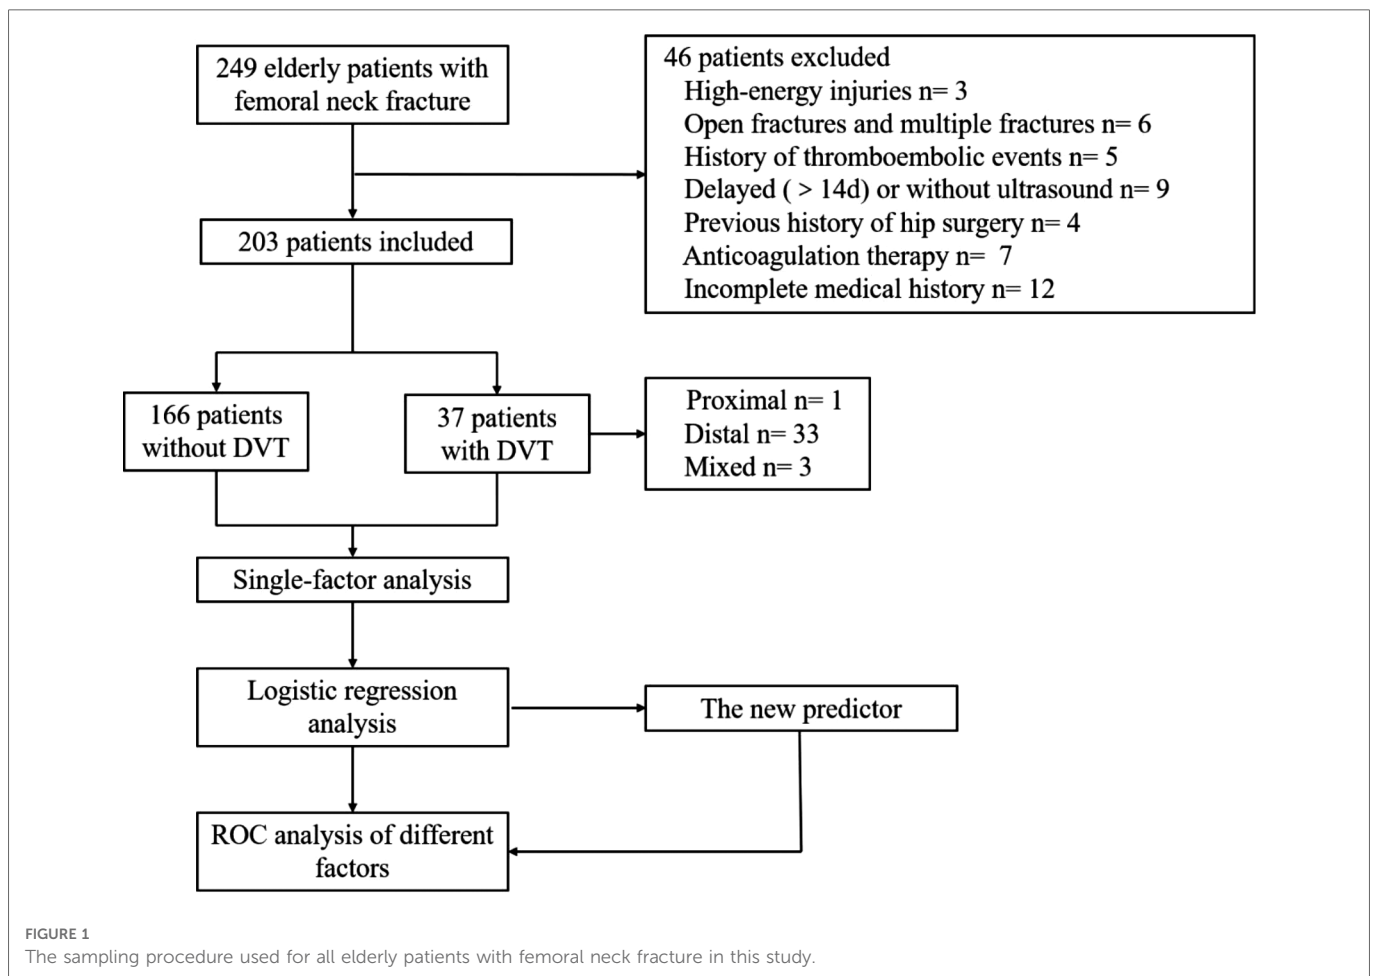 249 elderly patients with
femoral neck fracture
46 patients excluded
High-energy injuries n= 3
Open fractures and multiple fractures n= 6
History of thromboembolic events n= 5
Delayed ( > 14d) or without ultrasound n= 9
Previous history of hip surgery n= 4
Anticoagulation therapy n= 7
Incomplete medical history n= 12
203 patients included
166 patients
without DVT
37 patients
with DVT
Proximal n= 1
Distal n= 33
Mixed n= 3
Single-factor analysis
Logistic regression
analysis
The new predictor
ROC analysis of different
factors
FIGURE 1
The sampling procedure used for all elderly patients with femoral neck fracture in this study.